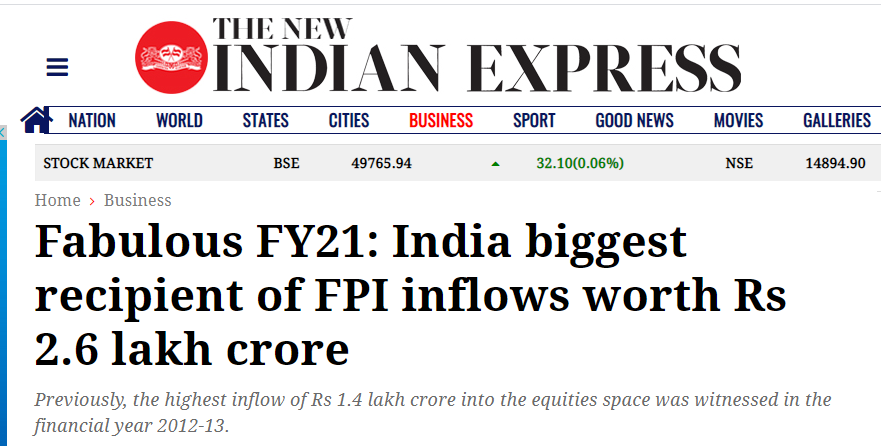 THE NEW
INDIAN EXPRESS
NATION WORLD STATES CITIES BUSINESS SPORT GOOD NEWS MOVIES GALLERIES
STOCK MARKET BSE 49765.94 32.10(0.06%) NSE 14894.90
Home › Business
Fabulous FY21: India biggest
recipient of FPI inflows worth Rs
2.6 lakh crore
Previously, the highest inflow of Rs 1.4 lakh crore into the equities space was witnessed in the
financial year 2012-13.